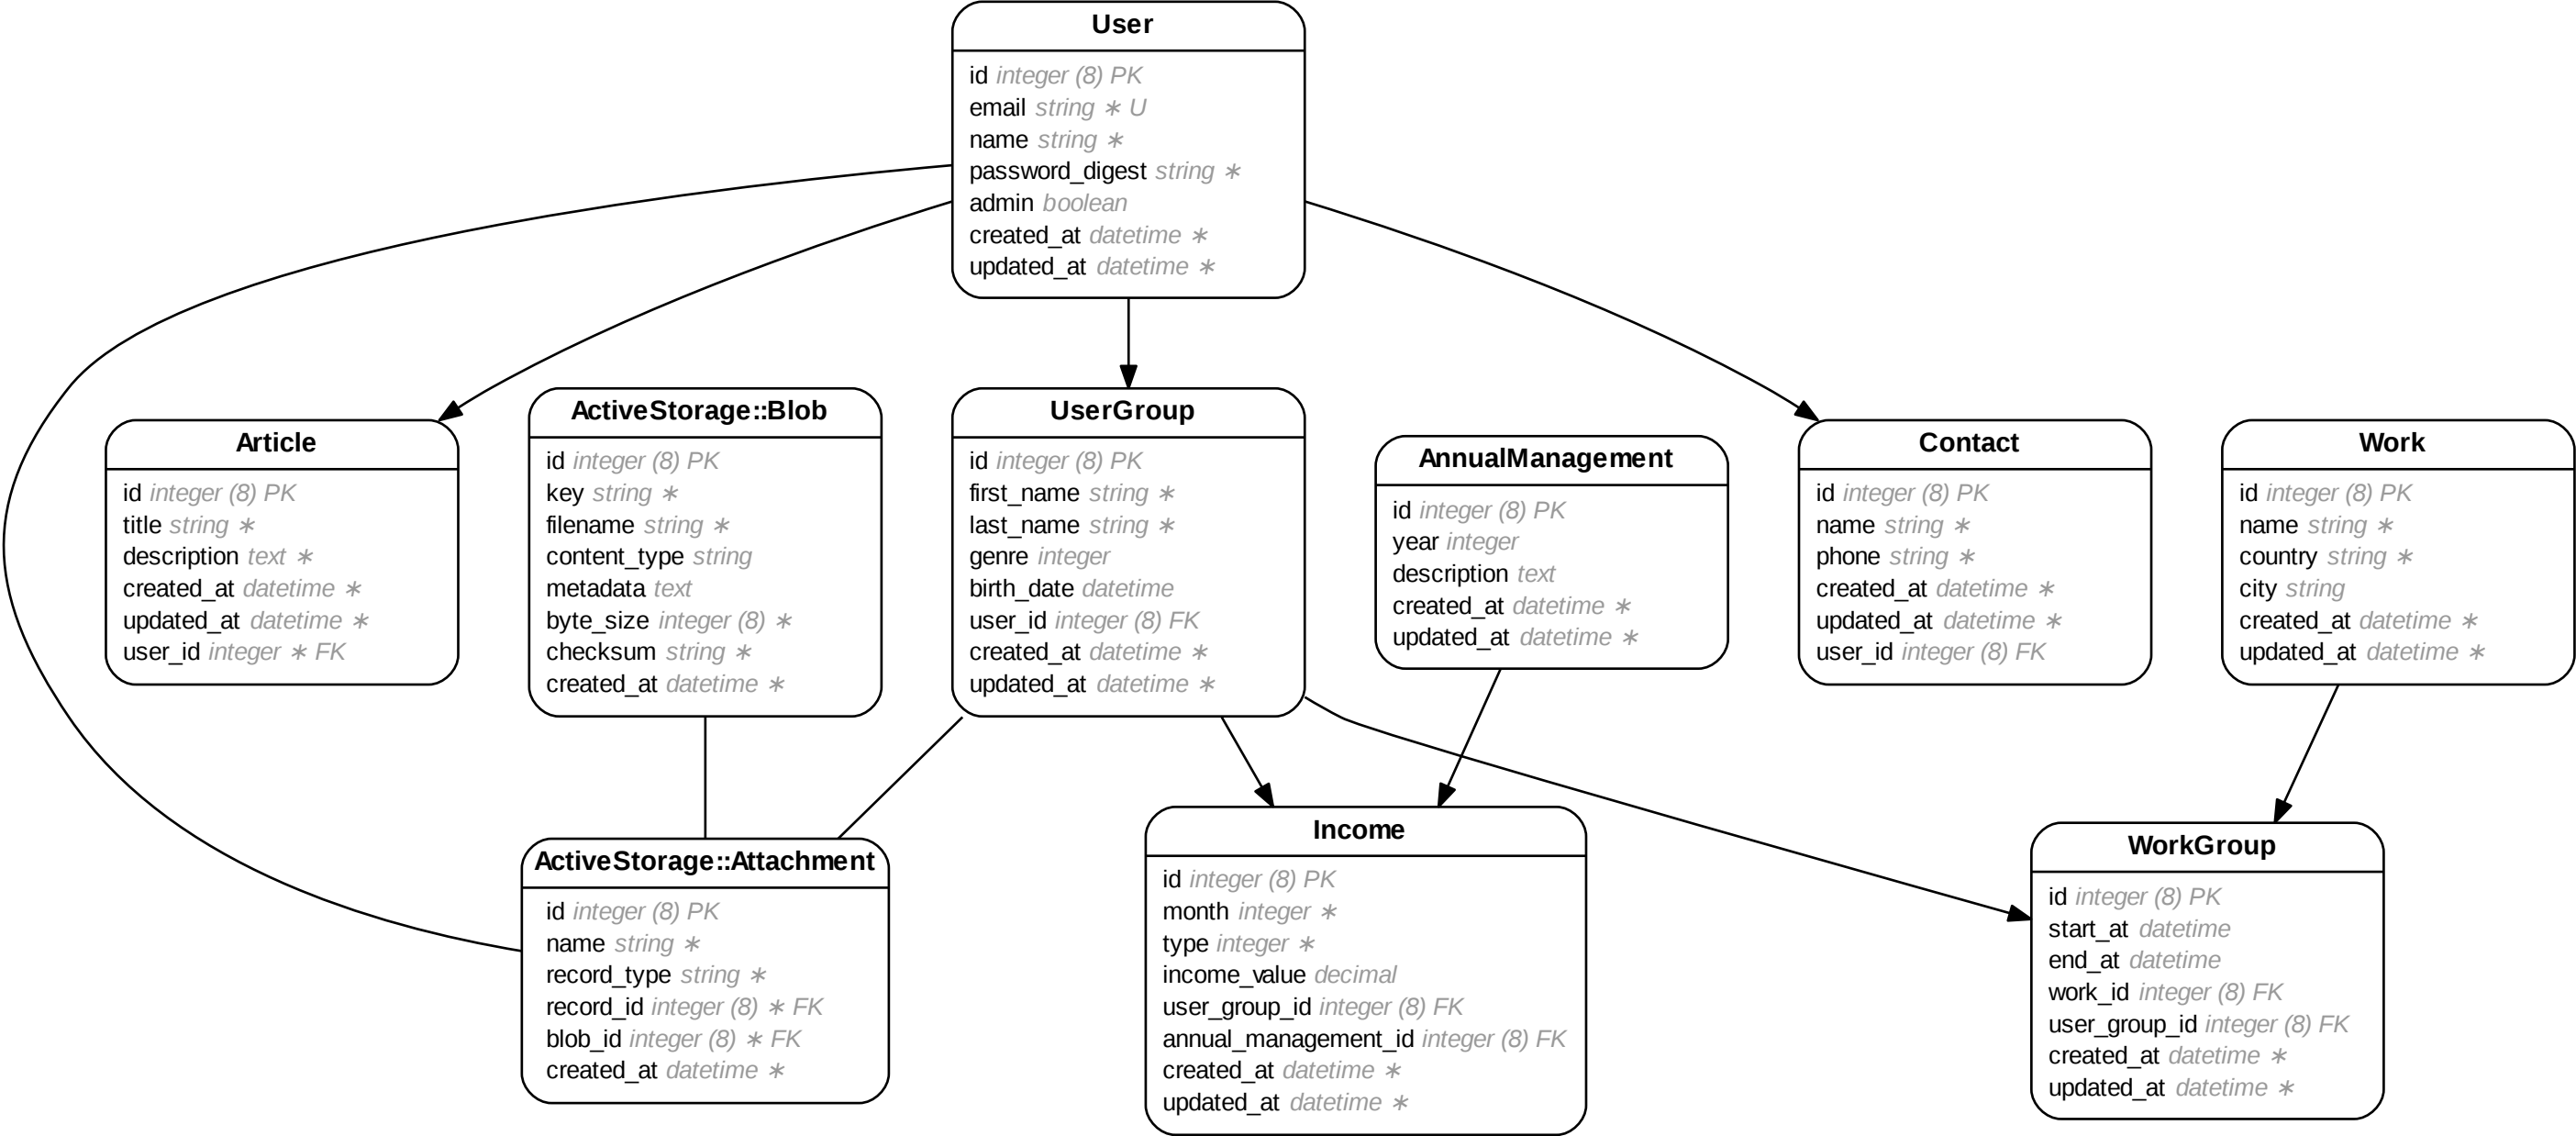 User
id integer (8) PK
email string ∗ U
name string ∗
password_digest string ∗
admin boolean
created_at datetime ∗
updated_at datetime ∗
Article
id integer (8) PK
title string ∗
description text ∗
created_at datetime ∗
updated_at datetime ∗
user_id integer ∗ FK
ActiveStorage::Blob
id integer (8) PK
key string ∗
filename string ∗
content_type string
metadata text
byte_size integer (8) ∗
checksum string ∗
created_at datetime ∗
UserGroup
id integer (8) PK
first_name string ∗
last_name string ∗
genre integer
birth_date datetime
user_id integer (8) FK
created_at datetime ∗
updated_at datetime ∗
AnnualManagement
id integer (8) PK
year integer
description text
created_at datetime ∗
updated_at datetime ∗
Contact
id integer (8) PK
name string ∗
phone string ∗
created_at datetime ∗
updated_at datetime ∗
user_id integer (8) FK
Work
id integer (8) PK
name string ∗
country string ∗
city string
created_at datetime ∗
updated_at datetime ∗
ActiveStorage::Attachment
id integer (8) PK
name string ∗
record_type string ∗
record_id integer (8) ∗ FK
blob_id integer (8) ∗ FK
created_at datetime ∗
Income
id integer (8) PK
month integer ∗
type integer ∗
income_value decimal
user_group_id integer (8) FK
annual_management_id integer (8) FK
created_at datetime ∗
updated_at datetime ∗
WorkGroup
id integer (8) PK
start_at datetime
end_at datetime
work_id integer (8) FK
user_group_id integer (8) FK
created_at datetime ∗
updated_at datetime ∗